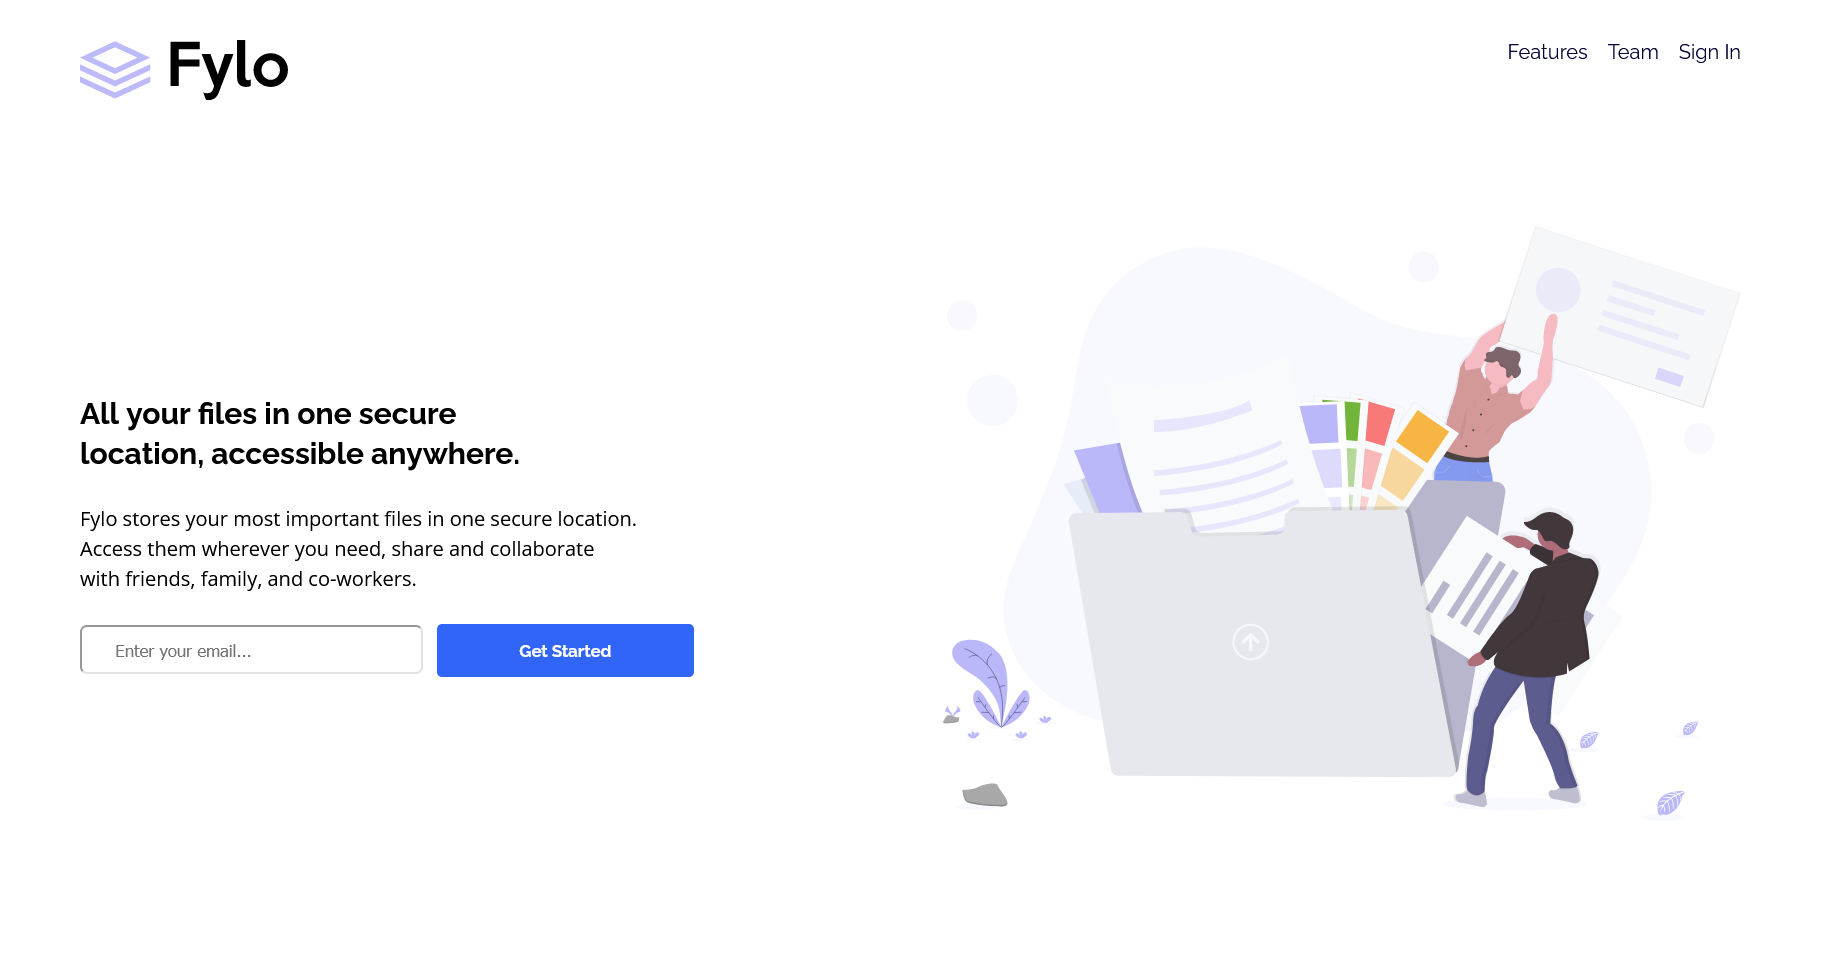 Fylo
Features Team Sign In
All your files in one secure
location, accessible anywhere.
Fylo stores your most important files in one secure location.
Access them wherever you need, share and collaborate
with friends, family, and co-workers.
Enter your email...
Get Started